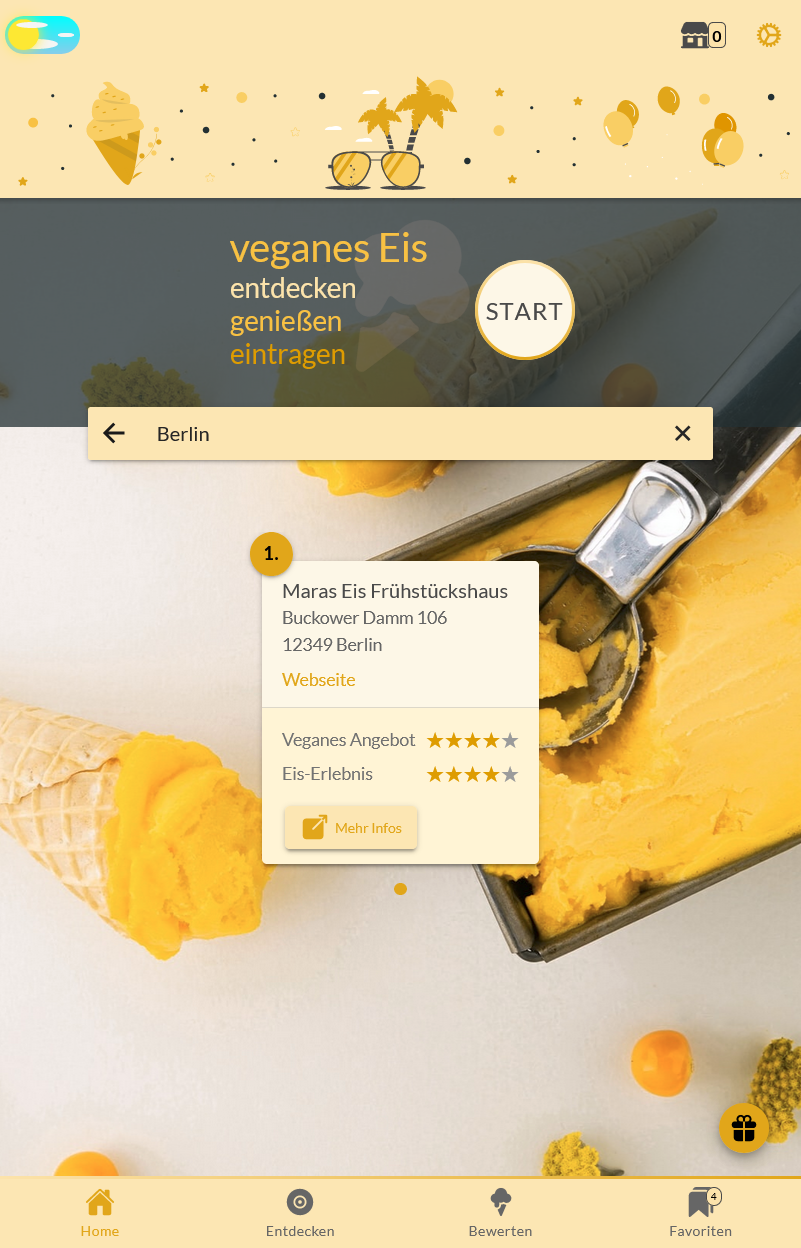 0
veganes Eis
entdecken
genießen
eintragen
START
Berlin
1.
Maras Eis Frühstückshaus
Buckower Damm 106
12349 Berlin
Webseite
Veganes Angebot
Eis-Erlebnis
Mehr Infos
4
Home
Entdecken
Bewerten
Favoriten